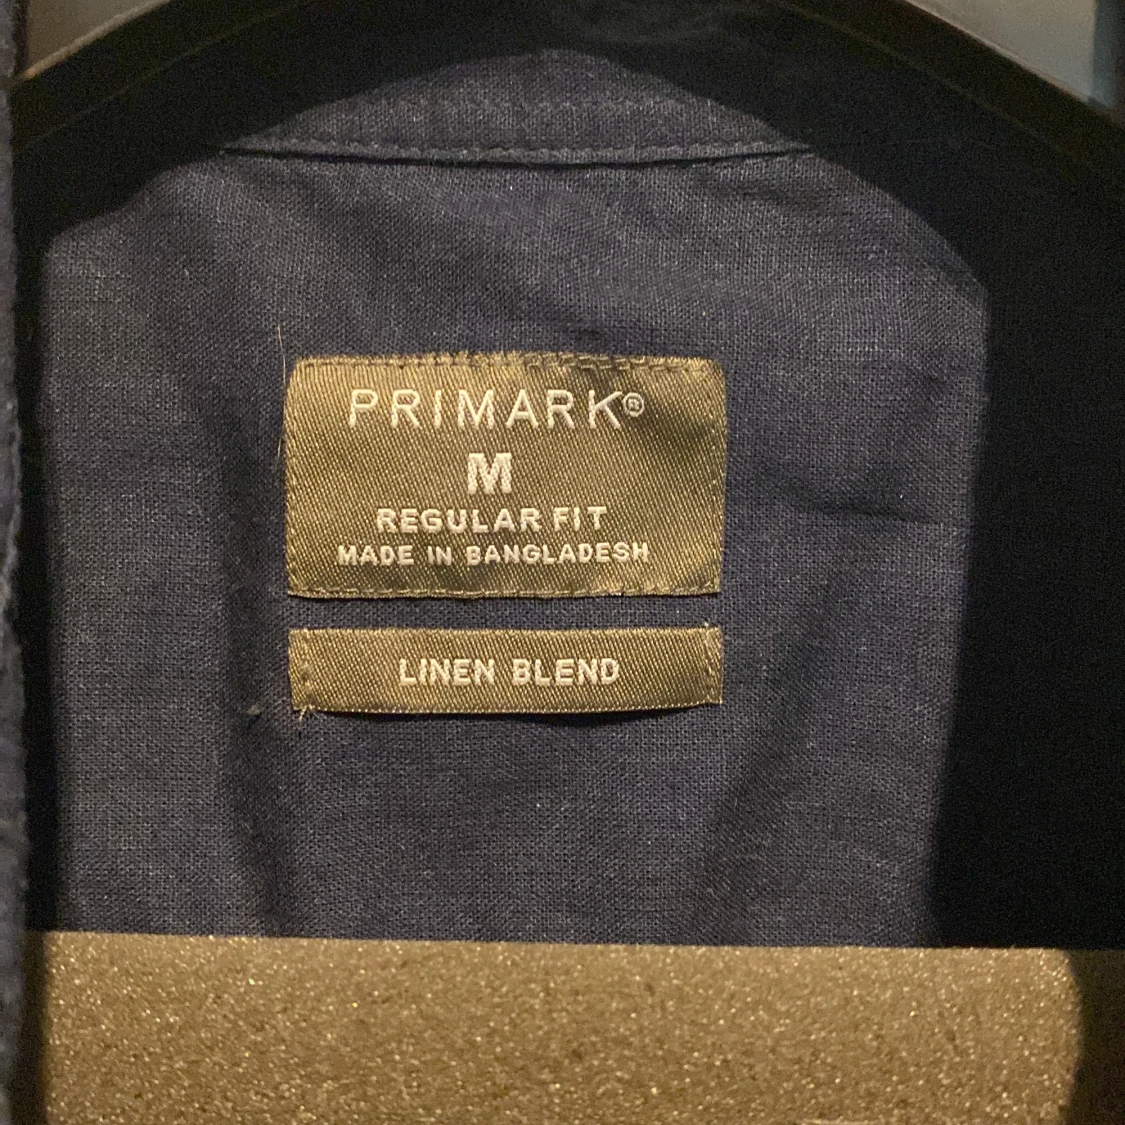 PRIMARK®
M
REGULAR FIT
MADE IN BANGLADESH
LINEN BLEND